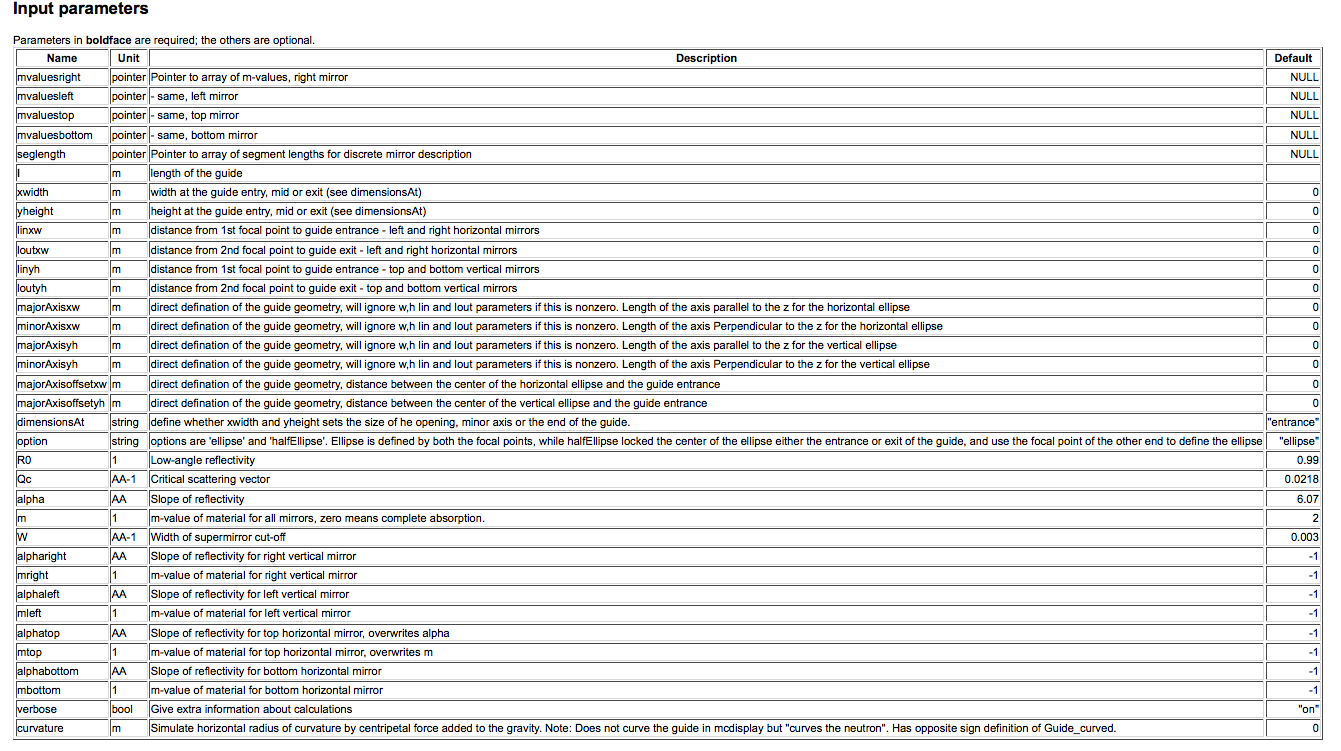 Input parameters
Parameters in boldface are required; the others are optional.
Name Unit Description Default
mvaluesright pointer Pointer to array of m-values, right mirror NULL
mvaluesleft pointer - same, left mirror NULL
mvaluestop pointer - same, top mirror NULL
mvaluesbottom pointer - same, bottom mirror NULL
seglength pointer Pointer to array of segment lengths for discrete mirror description NULL
l m length of the guide
xwidth m width at the guide entry, mid or exit (see dimensionsAt) 0
yheight m height at the guide entry, mid or exit (see dimensionsAt) 0
linxw m distance from 1st focal point to guide entrance - left and right horizontal mirrors 0
loutxw m distance from 2nd focal point to guide exit - left and right horizontal mirrors 0
linyh m distance from 1st focal point to guide entrance - top and bottom vertical mirrors 0
loutyh m distance from 2nd focal point to guide exit - top and bottom vertical mirrors 0
majorAxisxw m direct defination of the guide geometry, will ignore w,h lin and lout parameters if this is nonzero. Length of the axis parallel to the z for the horizontal ellipse 0
minorAxisxw m direct defination of the guide geometry, will ignore w,h lin and lout parameters if this is nonzero. Length of the axis Perpendicular to the z for the horizontal ellipse 0
majorAxisyh m direct defination of the guide geometry, will ignore w,h lin and lout parameters if this is nonzero. Length of the axis parallel to the z for the vertical ellipse 0
minorAxisyh m direct defination of the guide geometry, will ignore w,h lin and lout parameters if this is nonzero. Length of the axis Perpendicular to the z for the vertical ellipse 0
majorAxisoffsetxw m direct defination of the guide geometry, distance between the center of the horizontal ellipse and the guide entrance 0
majorAxisoffsetyh m direct defination of the guide geometry, distance between the center of the vertical ellipse and the guide entrance 0
dimensionsAt string define whether xwidth and yheight sets the size of he opening, minor axis or the end of the guide. "entrance"
option string options are 'ellipse' and 'halfEllipse'. Ellipse is defined by both the focal points, while halfEllipse locked the center of the ellipse either the entrance or exit of the guide, and use the focal point of the other end to define the ellipse "ellipse"
R0 1 Low-angle reflectivity 0.99
Qc AA-1 Critical scattering vector 0.0218
alpha AA Slope of reflectivity 6.07
m 1 m-value of material for all mirrors, zero means complete absorption. 2
W AA-1 Width of supermirror cut-off 0.003
alpharight AA Slope of reflectivity for right vertical mirror -1
mright 1 m-value of material for right vertical mirror -1
alphaleft AA Slope of reflectivity for left vertical mirror -1
mleft 1 m-value of material for left vertical mirror -1
alphatop AA Slope of reflectivity for top horizontal mirror, overwrites alpha -1
mtop 1 m-value of material for top horizontal mirror, overwrites m -1
alphabottom AA Slope of reflectivity for bottom horizontal mirror -1
mbottom 1 m-value of material for bottom horizontal mirror -1
verbose bool Give extra information about calculations "on"
curvature m Simulate horizontal radius of curvature by centripetal force added to the gravity. Note: Does not curve the guide in mcdisplay but "curves the neutron". Has opposite sign definition of Guide_curved. 0